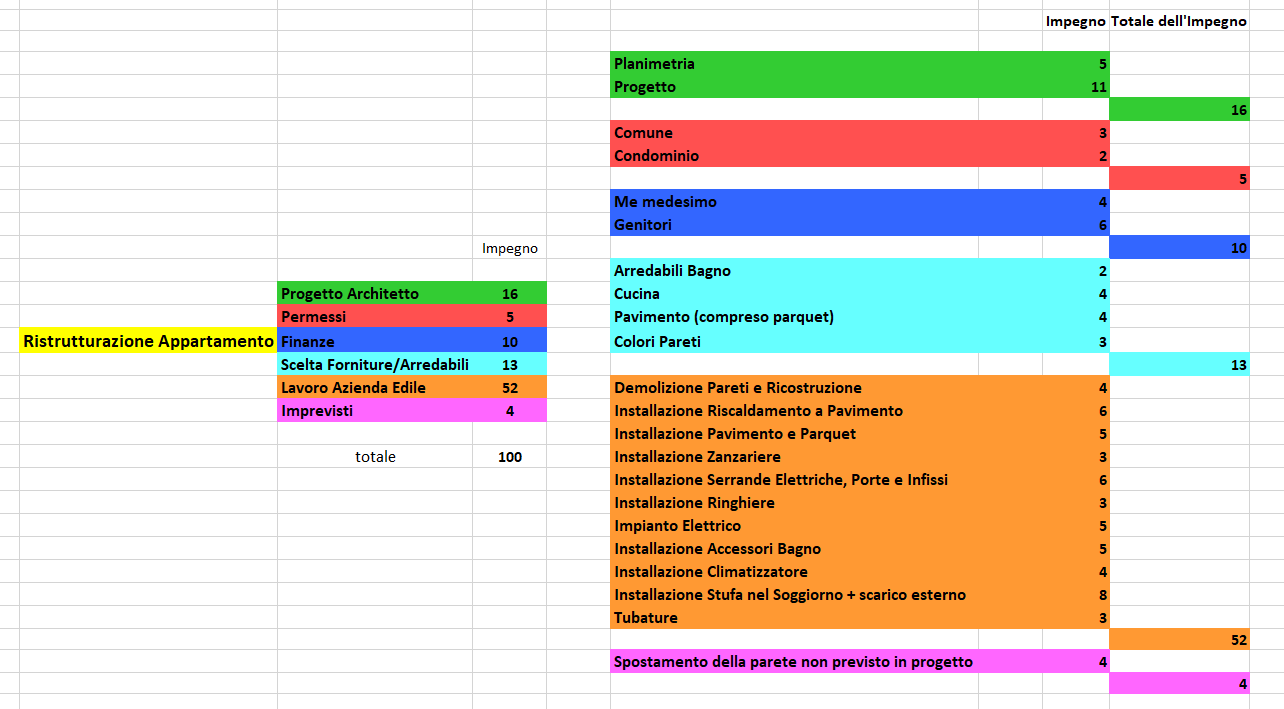 Impegno Totale dell'Impegno
Planimetria 5
Progetto 11
16
Comune 3
Condominio 2
5
Me medesimo 4
Genitori 6
Impegno 10
Arredabili Bagno 2
Progetto Architetto 16 Cucina 4
Permessi 5 Pavimento (compreso parquet) 4
Ristrutturazione Appartamento Finanze 10 Colori Pareti 3
Scelta Forniture/Arredabili 13 13
Lavoro Azienda Edile 52 Demolizione Pareti e Ricostruzione 4
Imprevisti 4 Installazione Riscaldamento a Pavimento 6
Installazione Pavimento e Parquet 5
totale 100 Installazione Zanzariere 3
Installazione Serrande Elettriche, Porte e Infissi 6
Installazione Ringhiere 3
Impianto Elettrico 5
Installazione Accessori Bagno 5
Installazione Climatizzatore 4
Installazione Stufa nel Soggiorno + scarico esterno 8
Tubature 3
52
Spostamento della parete non previsto in progetto 4
4